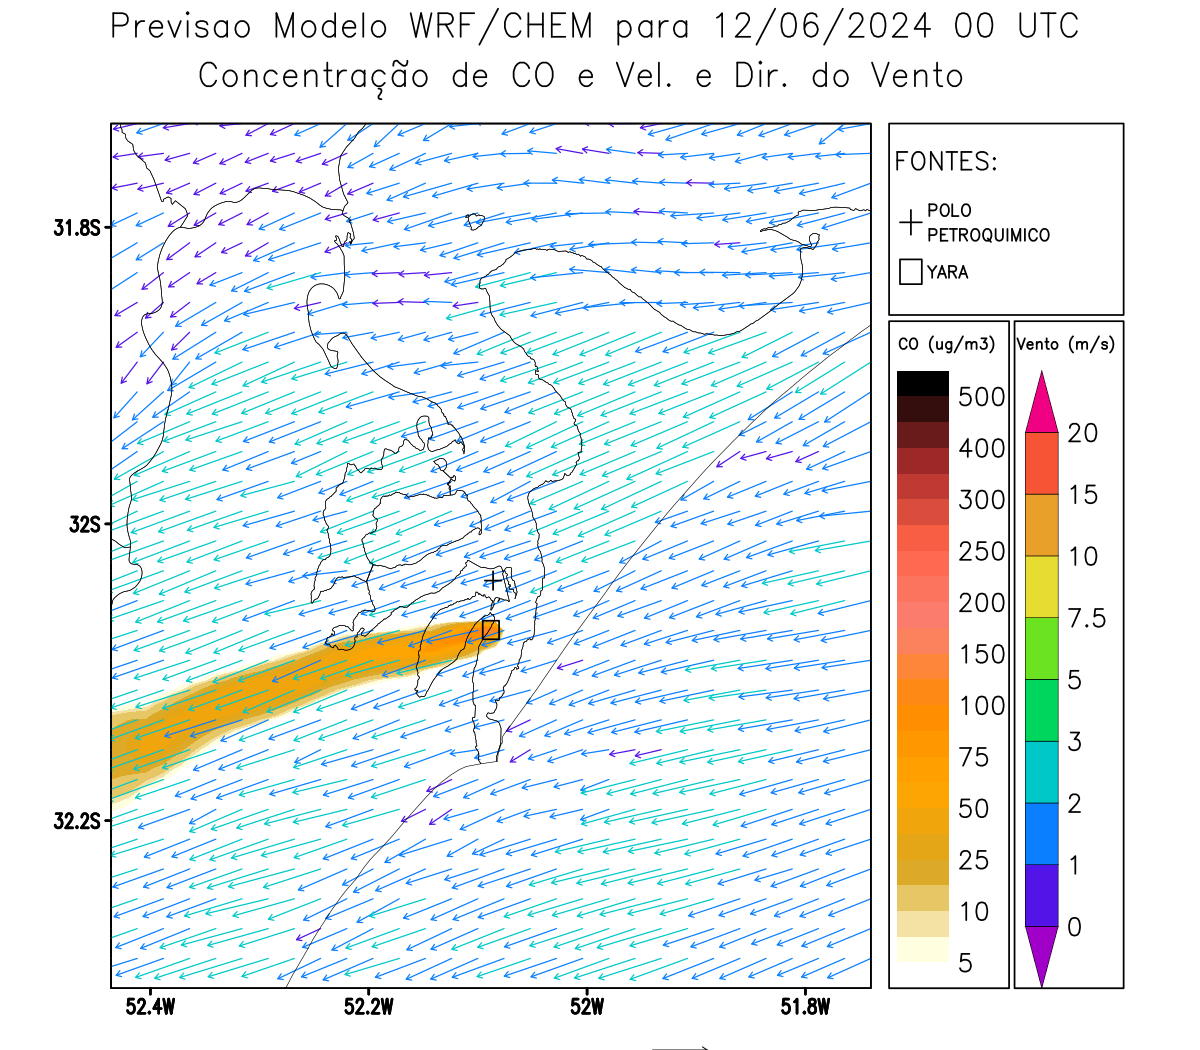 Previsao Modelo WRF/CHEM para 12/06/2024 00 UTC
Concentração de CO e Vel. e Dir. do Vento
FONTES:
POLO
PETROQUIMICO
YARA
CO (ug/m3)
500
400
300
250
200
150
100
75
50
25
10
5
Vento (m/s)
20
15
10
7.5
5
3
2
1
0
31.8S
32S
32.2S
52.4W
52.2W
52W
51.8W